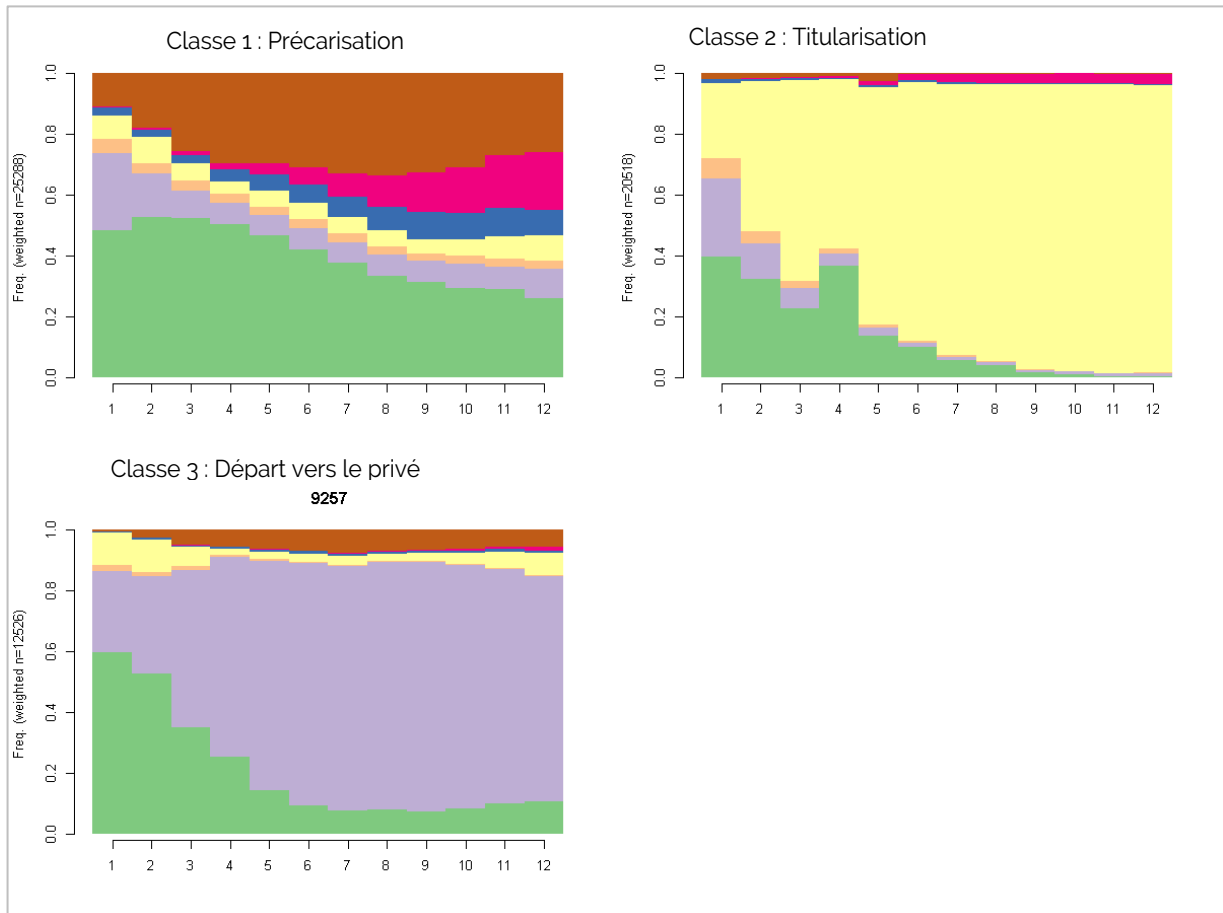 Classe 1 : Précarisation
Freq. (weighted n=25288)
1.0
0.8
0.6
0.4
0.2
0.0
1 2 3 4 5 6 7 8 9 10 11 12
Classe 2 : Titularisation
Freq. (weighted n=20518)
1.0
0.8
0.6
0.4
0.2
0.0
1 2 3 4 5 6 7 8 9 10 11 12
Classe 3 : Départ vers le privé
9257
Freq. (weighted n=12526)
1.0
0.8
0.6
0.4
0.2
0.0
1 2 3 4 5 6 7 8 9 10 11 12